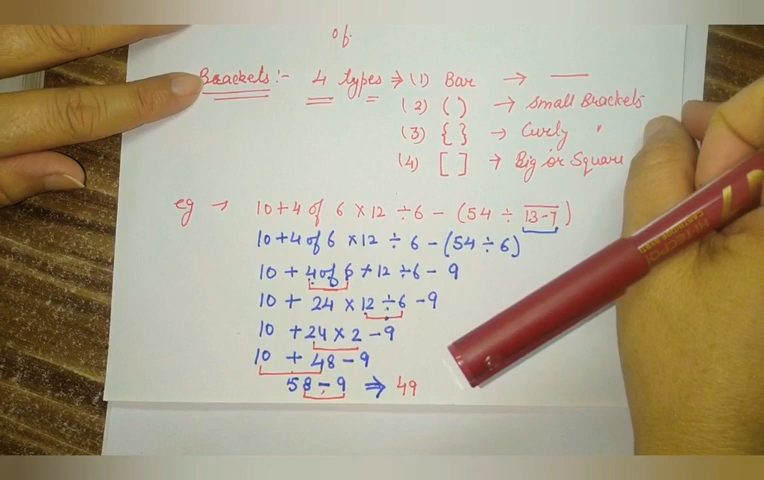 of
Brackets :- 4 types ⇒ (1) Bar → —
(2) ( ) → Small Brackets
(3) { } → Curly "
(4) [ ] → Big or Square
eg → 10+4 of 6 × 12 ÷ 6 - (54 ÷ 13-7)
10+4 of 6 × 12 ÷ 6 - (54 ÷ 6)
10 + 4 of 6 × 12 ÷ 6 - 9
10 + 24 × 12 ÷ 6 - 9
10 + 24 × 2 - 9
10 + 48 - 9
58 - 9 ⇒ 49